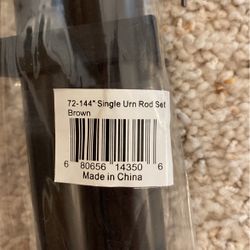 72-144" Single Urn Rod Set
Brown
6 80656 14350 6
Made in China